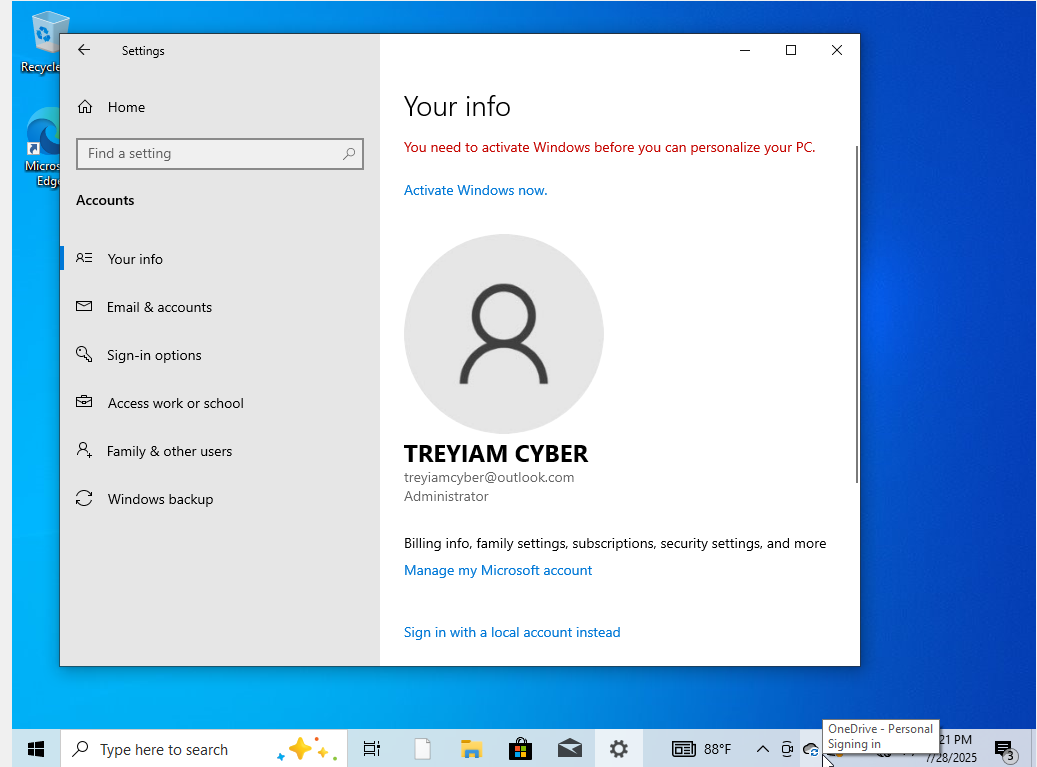 Recycle
Micros
Edge
Settings
Home
Find a setting
Accounts
Your info
Email & accounts
Sign-in options
Access work or school
Family & other users
Windows backup
Your info
You need to activate Windows before you can personalize your PC.
Activate Windows now.
TREYIAM CYBER
treyiamcyber@outlook.com
Administrator
Billing info, family settings, subscriptions, security settings, and more
Manage my Microsoft account
Sign in with a local account instead
Type here to search
88°F
OneDrive - Personal
Signing in
21 PM
7/28/2025
3